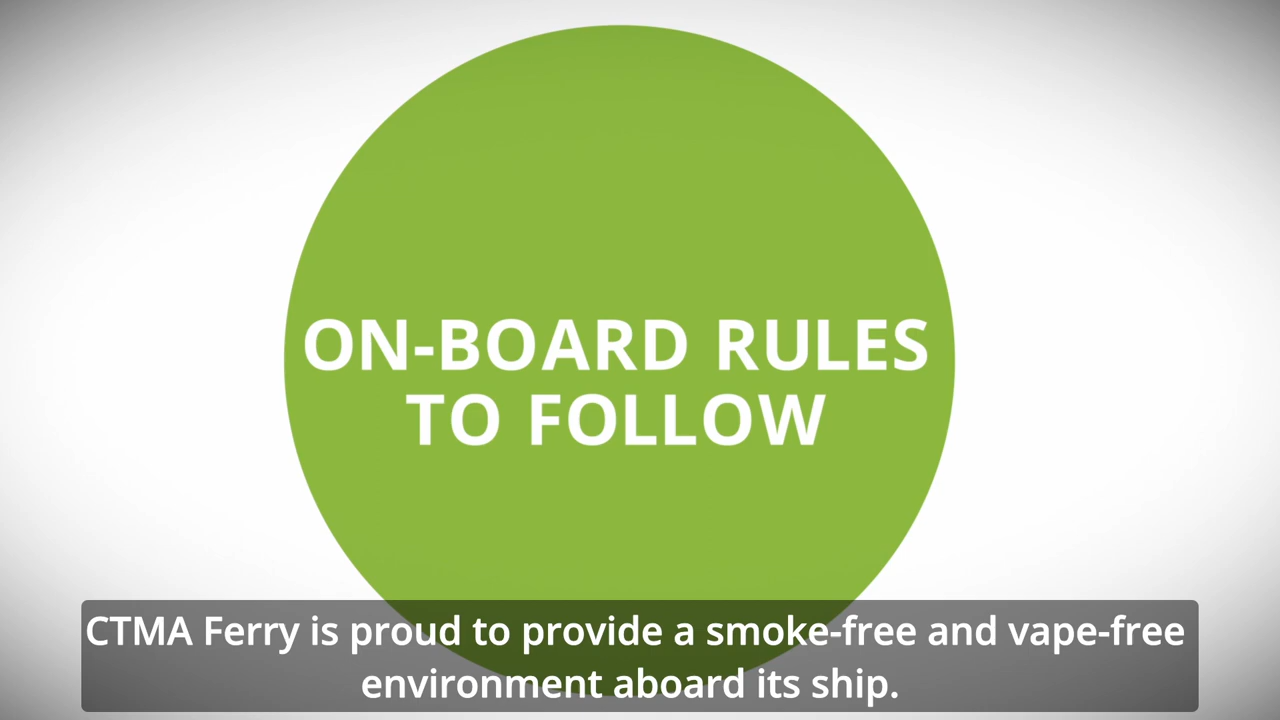 ON-BOARD RULES
TO FOLLOW
CTMA Ferry is proud to provide a smoke-free and vape-free
environment aboard its ship.